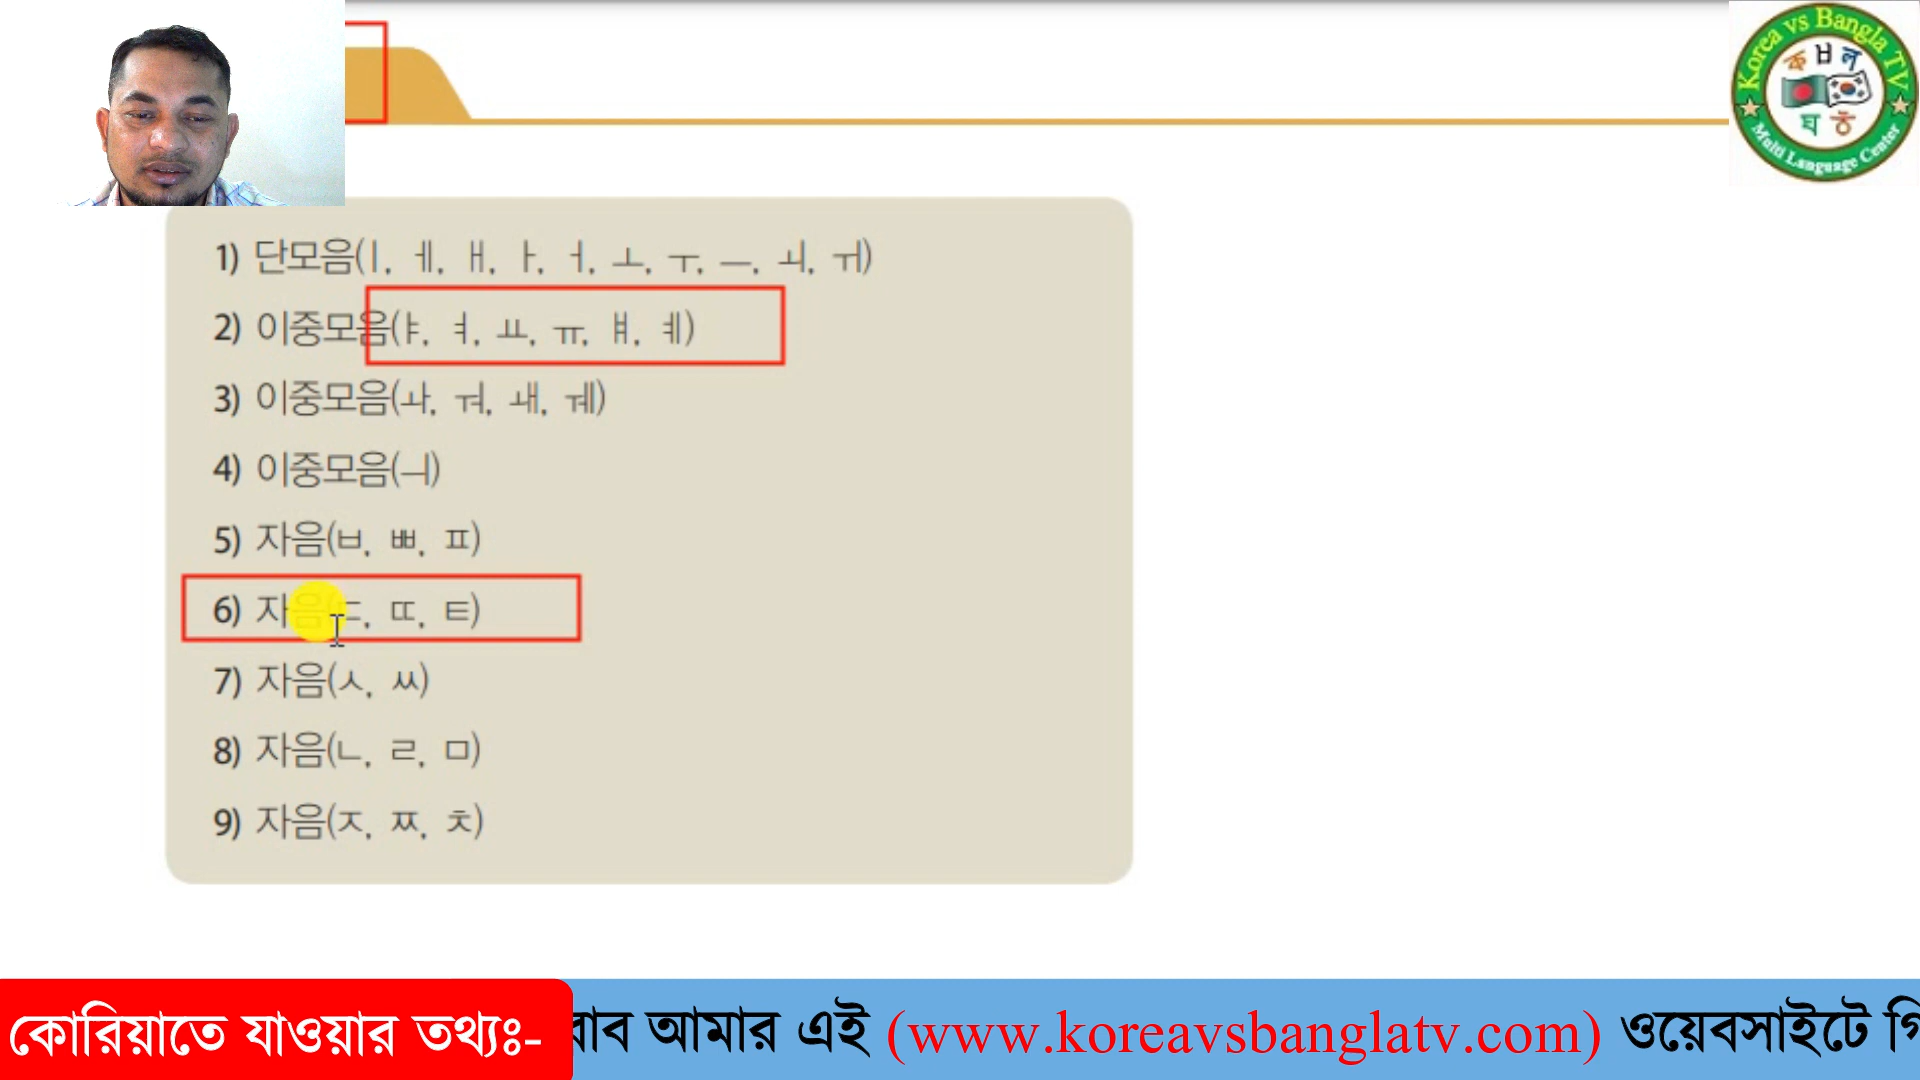 Korea vs Bangla TV
ক ㅂ ল
ঘ ㅎ
Multi Language Center
1) 단모음(ㅣ, ㅔ, ㅐ, ㅏ, ㅓ, ㅗ, ㅜ, ㅡ, ㅚ, ㅟ)
2) 이중모음(ㅑ, ㅕ, ㅛ, ㅠ, ㅒ, ㅖ)
3) 이중모음(ㅘ, ㅝ, ㅙ, ㅞ)
4) 이중모음(ㅢ)
5) 자음(ㅂ, ㅃ, ㅍ)
6) 자음(ㄷ, ㄸ, ㅌ)
7) 자음(ㅅ, ㅆ)
8) 자음(ㄴ, ㄹ, ㅁ)
9) 자음(ㅈ, ㅉ, ㅊ)
কোরিয়াতে যাওয়ার তথ্যঃ- রাব আমার এই (www.koreavsbanglatv.com) ওয়েবসাইটে গি